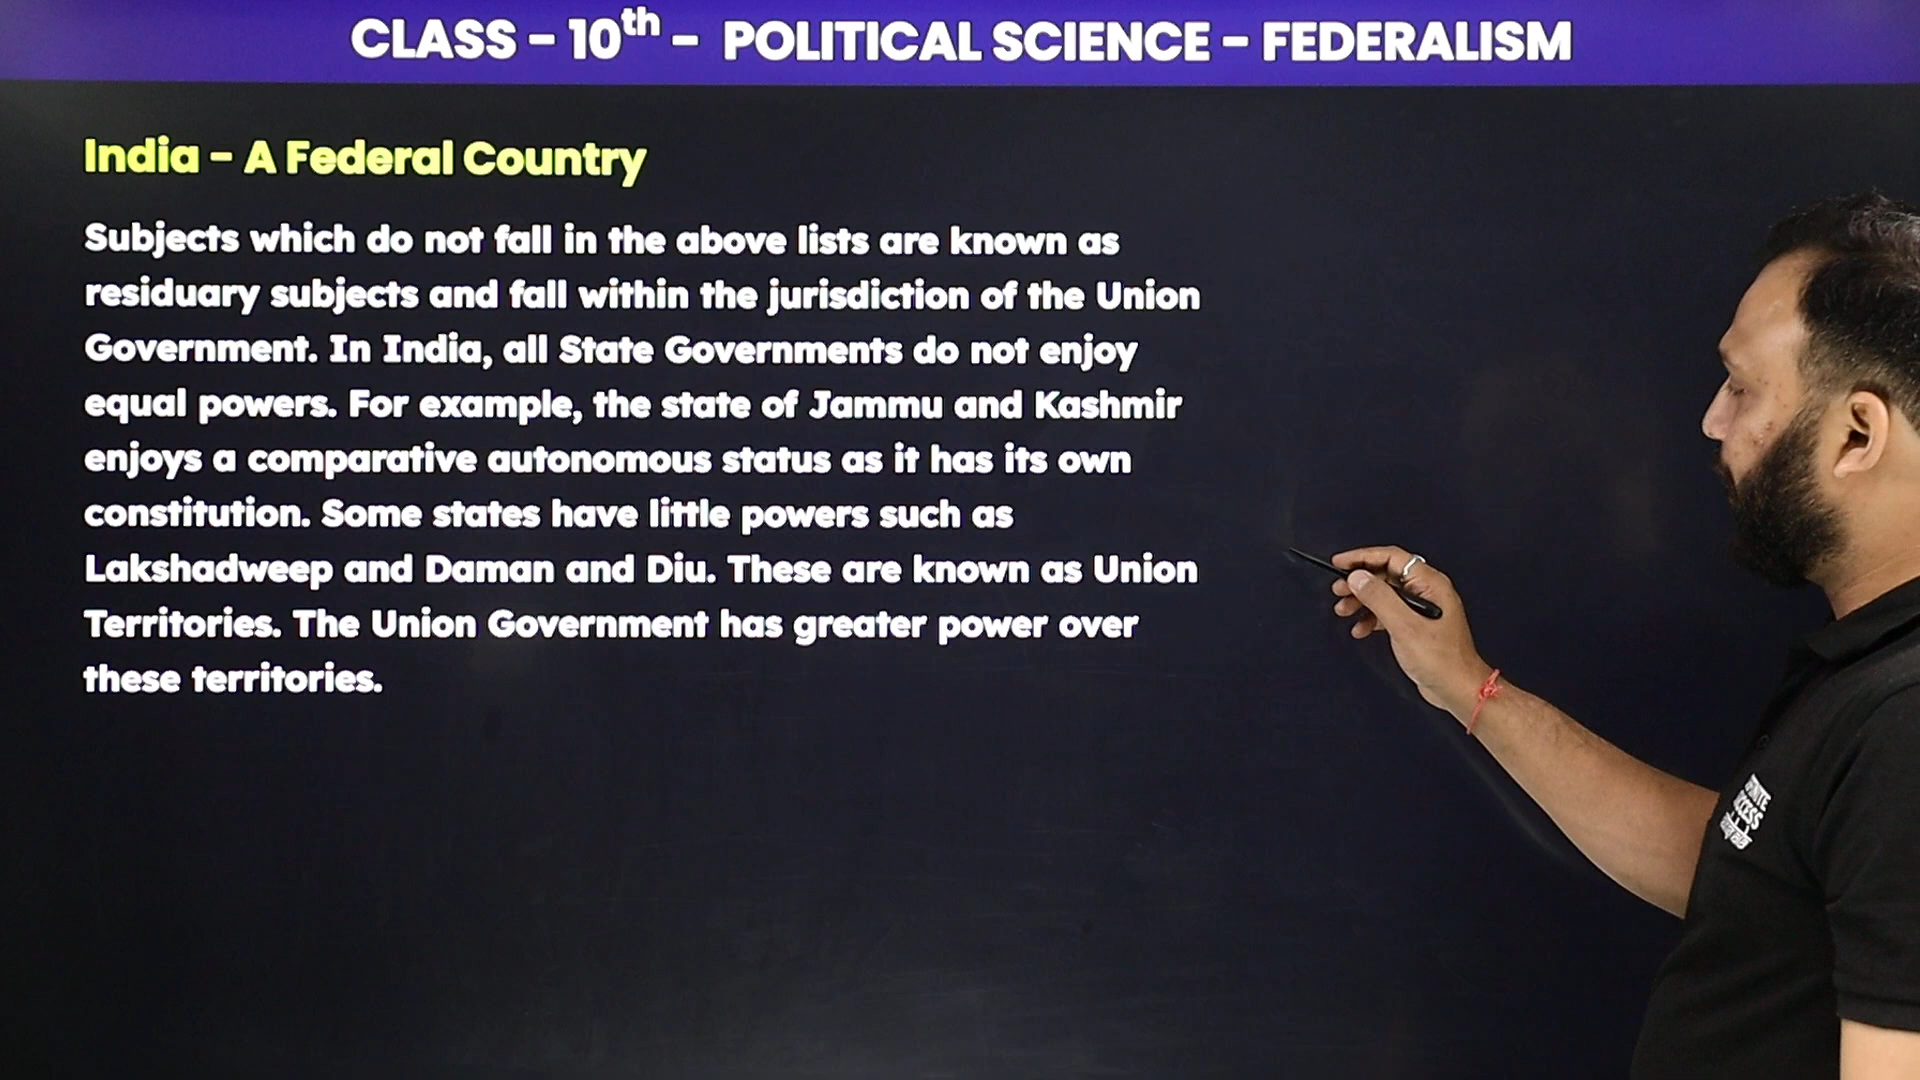 CLASS – 10th – POLITICAL SCIENCE – FEDERALISM
India – A Federal Country
Subjects which do not fall in the above lists are known as
residuary subjects and fall within the jurisdiction of the Union
Government. In India, all State Governments do not enjoy
equal powers. For example, the state of Jammu and Kashmir
enjoys a comparative autonomous status as it has its own
constitution. Some states have little powers such as
Lakshadweep and Daman and Diu. These are known as Union
Territories. The Union Government has greater power over
these territories.